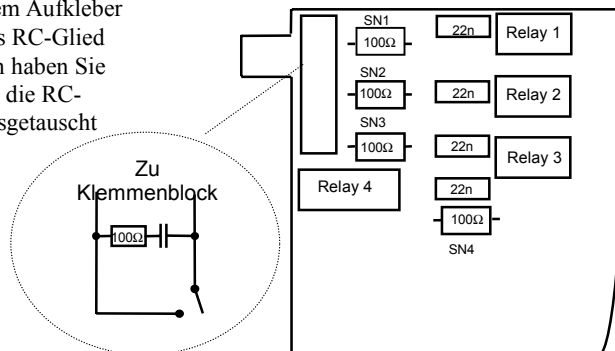 em Aufkleber
s RC-Glied
n haben Sie
die RC-
sgetauscht
SN1
100Ω
22n
Relay 1
SN2
100Ω
22n
Relay 2
SN3
100Ω
22n
Relay 3
Relay 4
22n
100Ω
SN4
Zu
Klemmenblock
100Ω